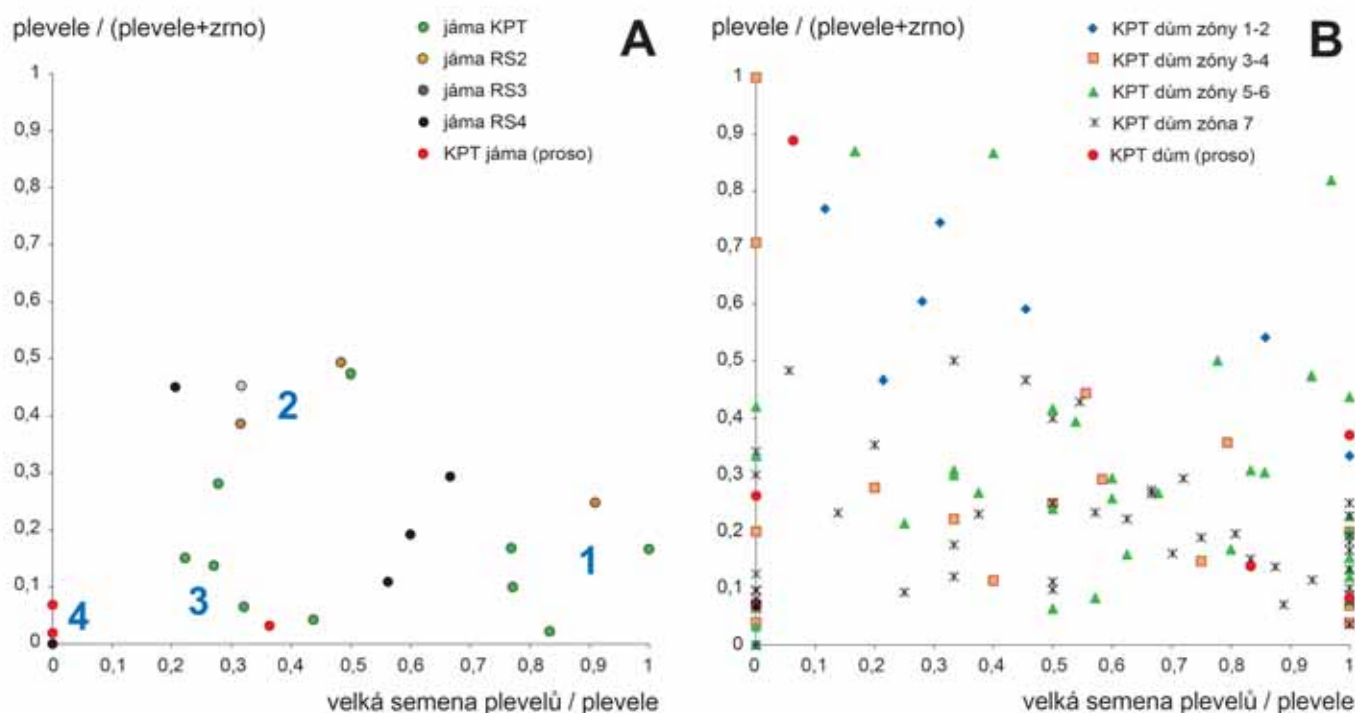 plevele / (plevele+zrno)
A
jáma KPT
jáma RS2
jáma RS3
jáma RS4
KPT jáma (proso)
1
0,9
0,8
0,7
0,6
0,5
0,4
0,3
0,2
0,1
0
2
1
3
4
0 0,1 0,2 0,3 0,4 0,5 0,6 0,7 0,8 0,9 1
velká semena plevelů / plevele
plevele / (plevele+zrno)
B
KPT dům zóny 1-2
KPT dům zóny 3-4
KPT dům zóny 5-6
KPT dům zóna 7
KPT dům (proso)
1
0,9
0,8
0,7
0,6
0,5
0,4
0,3
0,2
0,1
0
0 0,1 0,2 0,3 0,4 0,5 0,6 0,7 0,8 0,9 1
velká semena plevelů / plevele